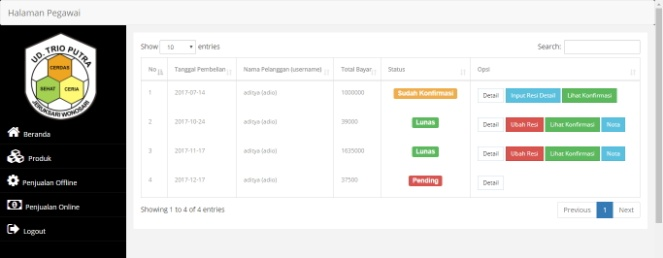 Halaman Pegawai
UD. TRIO PUTRA
CERDAS
SEHAT CERIA
JERUKSARI WONOSARI
Beranda
Produk
Penjualan Offline
Penjualan Online
Logout
Show 10 entries Search:
No Tanggal Pembelian Nama Pelanggan (username) Total Bayar Status Opsi
1 2017-07-14 aditya (adio) 1000000 Sudah Konfirmasi Detail Input Resi Detail Lihat Konfirmasi
2 2017-10-24 aditya (adio) 39000 Lunas Detail Ubah Resi Lihat Konfirmasi Nota
3 2017-11-17 aditya (adio) 1625000 Lunas Detail Ubah Resi Lihat Konfirmasi Nota
4 2017-12-17 aditya (adio) 37500 Pending Detail
Showing 1 to 4 of 4 entries Previous 1 Next